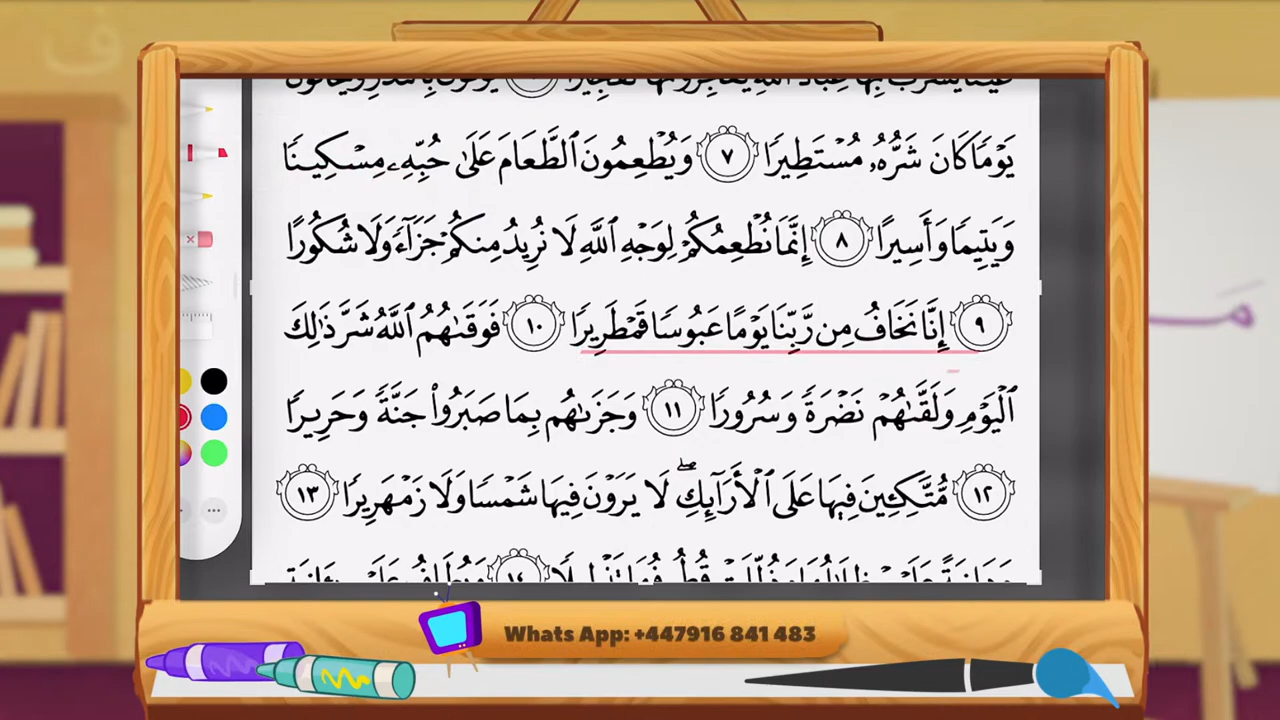 يَوْمًا كَانَ شَرُّهُۥ مُسْتَطِيرًا ٧ وَيُطْعِمُونَ ٱلطَّعَامَ عَلَىٰ حُبِّهِۦ مِسْكِينًا
وَيَتِيمًا وَأَسِيرًا ٨ إِنَّمَا نُطْعِمُكُمْ لِوَجْهِ ٱللَّهِ لَا نُرِيدُ مِنكُمْ جَزَآءً وَلَا شُكُورًا
٩ إِنَّا نَخَافُ مِن رَّبِّنَا يَوْمًا عَبُوسًا قَمْطَرِيرًا ١٠ فَوَقَىٰهُمُ ٱللَّهُ شَرَّ ذَٰلِكَ
ٱلْيَوْمِ وَلَقَّىٰهُمْ نَضْرَةً وَسُرُورًا ١١ وَجَزَىٰهُم بِمَا صَبَرُوا۟ جَنَّةً وَحَرِيرًا
١٢ مُّتَّكِـِٔينَ فِيهَا عَلَى ٱلْأَرَآئِكِ ۖ لَا يَرَوْنَ فِيهَا شَمْسًا وَلَا زَمْهَرِيرًا ١٣
Whats App: +447916 841 483